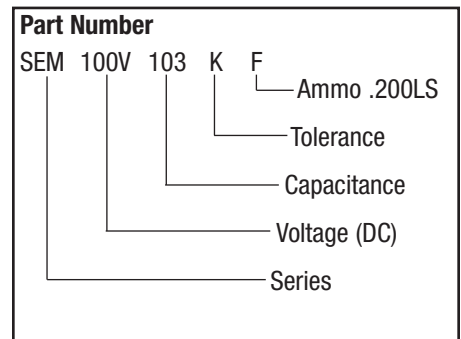 Part Number
SEM 100V 103 K F
Ammo .200LS
Tolerance
Capacitance
Voltage (DC)
Series